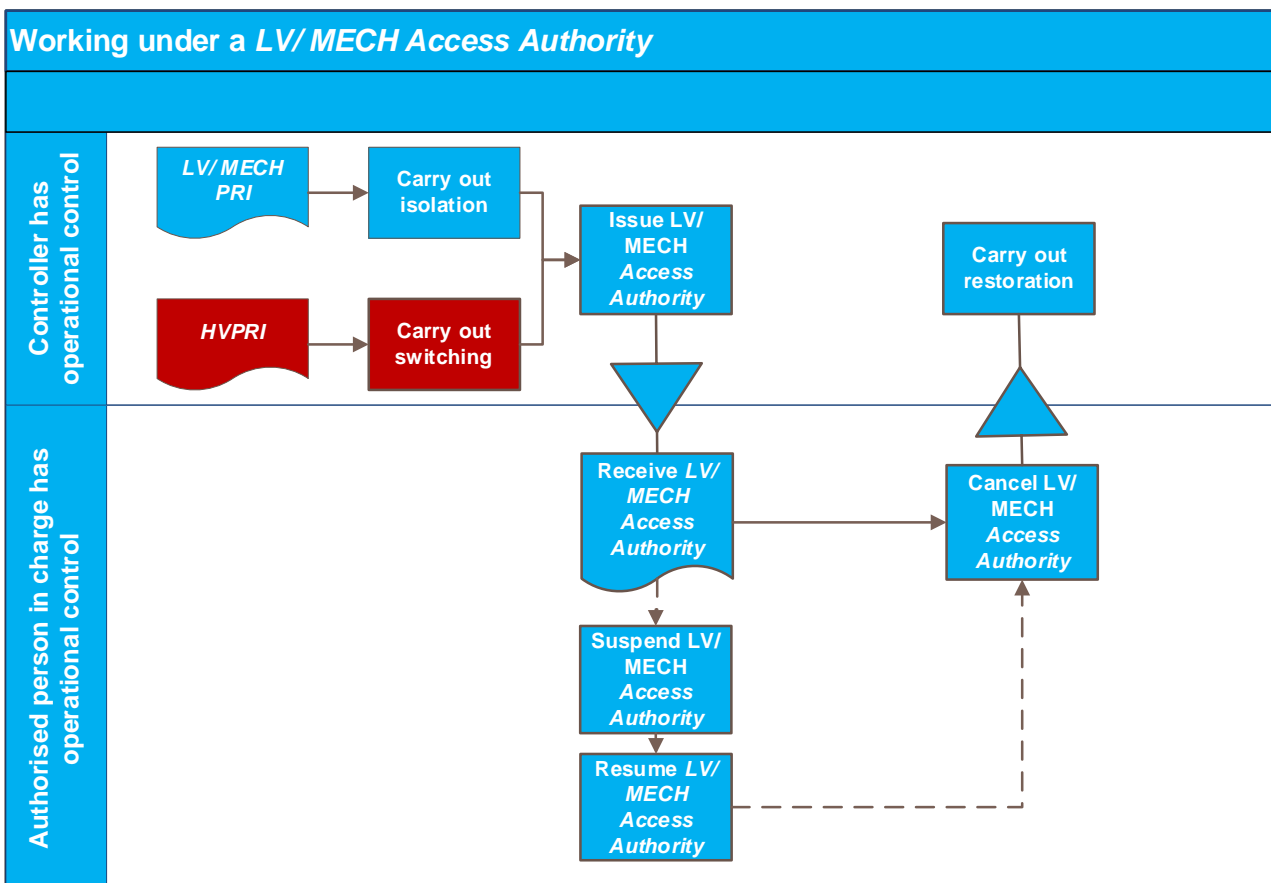 Working under a LV/ MECH Access Authority
Controller has
operational control
LV/ MECH
PRI
Carry out
isolation
Issue LV/
MECH
Access
Authority
Carry out
restoration
HVPRI
Carry out
switching
Authorised person in charge has
operational control
Receive LV/
MECH
Access
Authority
Cancel LV/
MECH
Access
Authority
Suspend LV/
MECH
Access
Authority
Resume LV/
MECH
Access
Authority